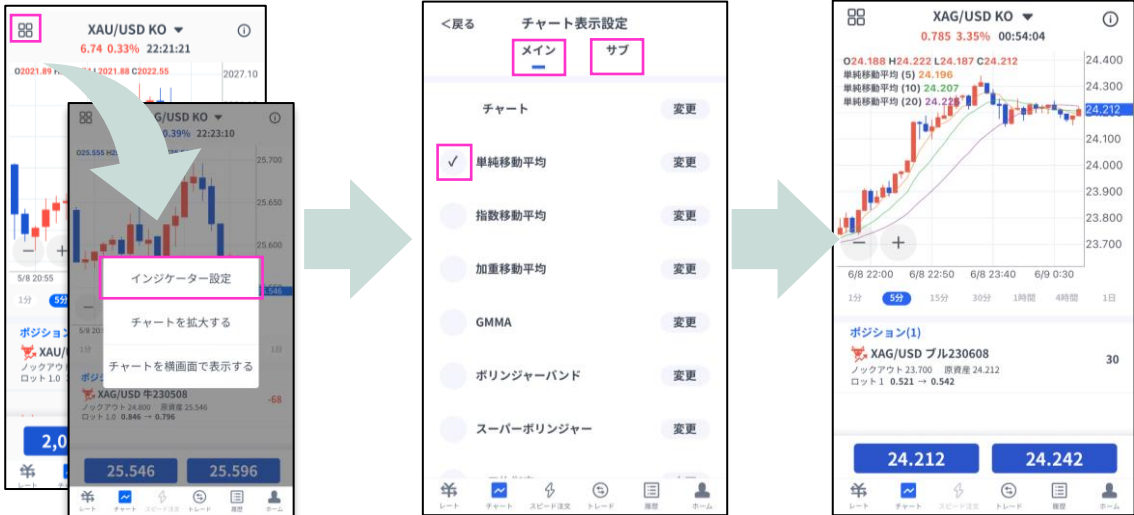 XAU/USD KO ▼
6.74 0.33% 22:21:21
2027.10
5/8 20:55
1分
5分
ポジション
XAU/U
ノックアウ
ロット 1.0
2,0
レート
/USD KO ▼
0.39% 22:23:10
25.700
25.650
25.600
インジケーター設定
チャートを拡大する
チャートを横画面で表示する
1分
1日
XAG/USD 牛230508
-68
ノックアウト 24.800 原資産 25.546
ロット 1.0 0.846 → 0.796
25.546
25.596
レート
チャート
スピード注文
トレード
履歴
ホーム
<戻る
チャート表示設定
メイン
サブ
チャート
変更
✓ 単純移動平均
変更
指数移動平均
変更
加重移動平均
変更
GMMA
変更
ボリンジャーバンド
変更
スーパーボリンジャー
変更
レート
チャート
スピード注文
トレード
履歴
ホーム
XAG/USD KO ▼
0.785 3.35% 00:54:04
O24.188 H24.222 L24.187 C24.212
単純移動平均 (5) 24.196
単純移動平均 (10) 24.207
単純移動平均 (20) 24.225
24.400
24.300
24.212
24.100
24.000
23.900
23.800
23.700
6/8 22:00
6/8 22:50
6/8 23:40
6/9 0:30
1分
5分
15分
30分
1時間
4時間
1日
ポジション(1)
XAG/USD ブル230608
30
ノックアウト 23.700 原資産 24.212
ロット 1 0.521 → 0.542
24.212
24.242
レート
チャート
スピード注文
トレード
履歴
ホーム